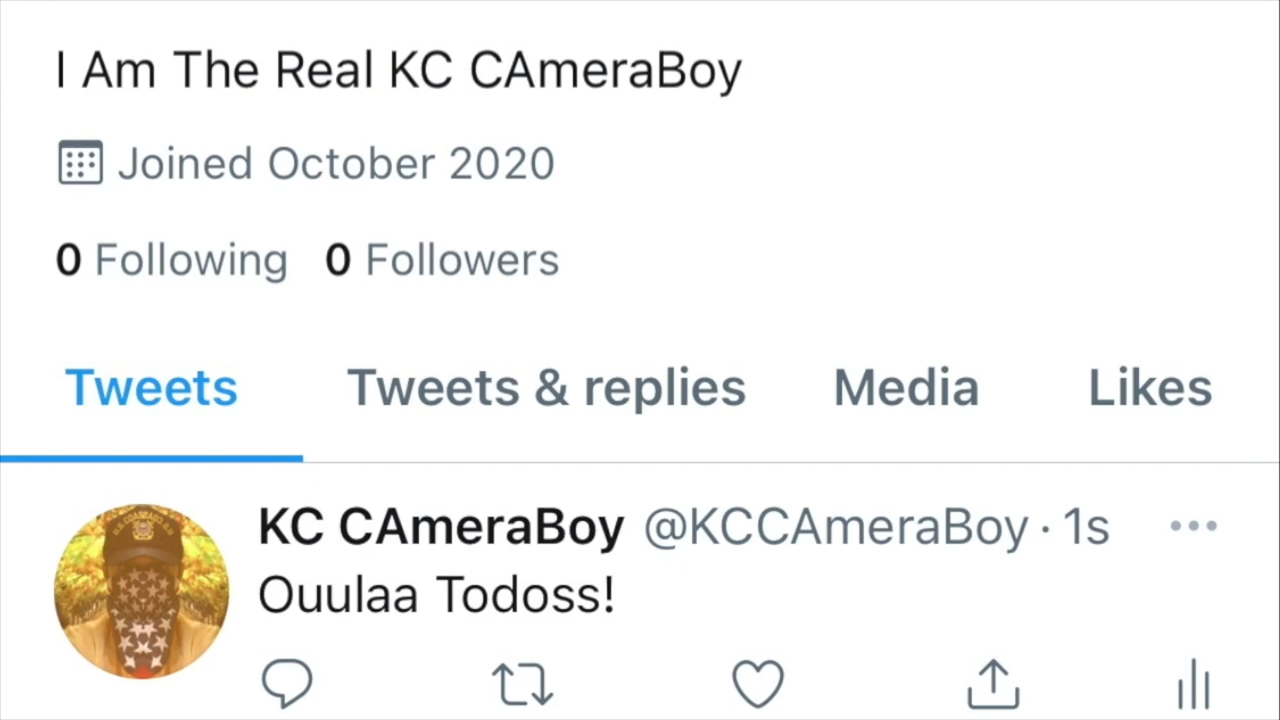 I Am The Real KC CAmeraBoy
Joined October 2020
0 Following 0 Followers
Tweets Tweets & replies Media Likes
KC CAmeraBoy @KCCAmeraBoy · 1s
Ouulaa Todoss!